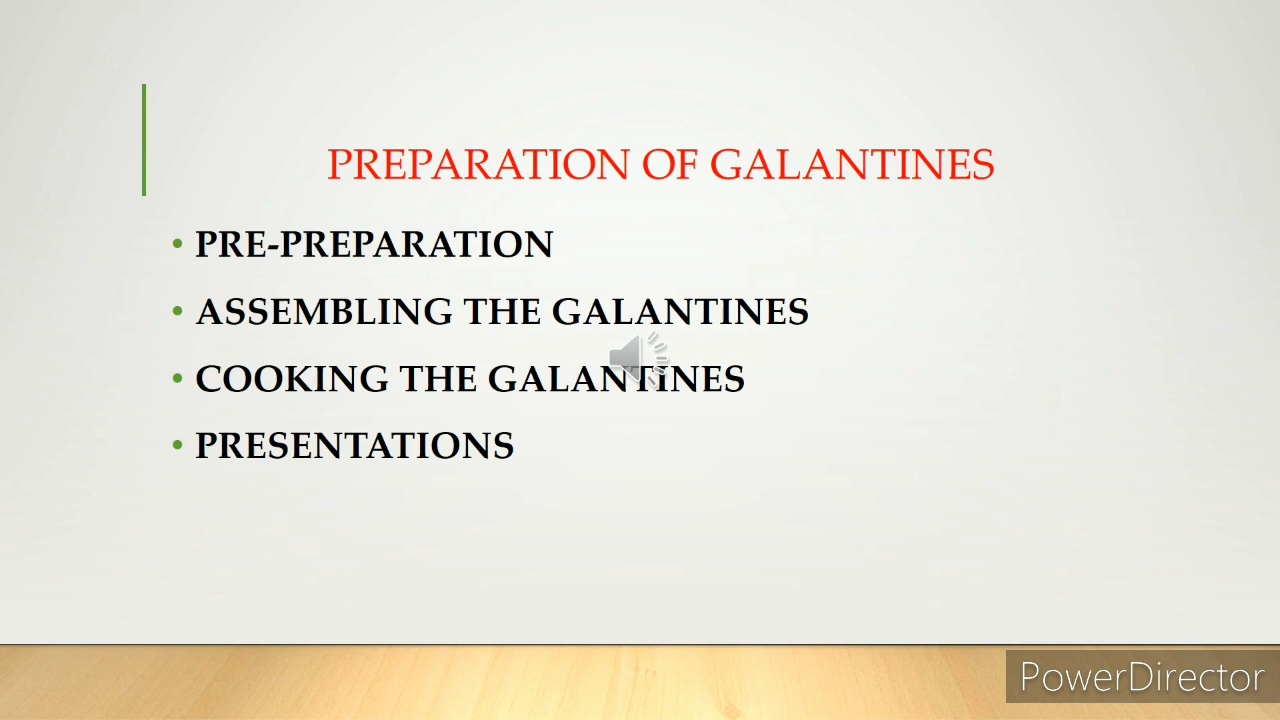 PREPARATION OF GALANTINES
• PRE-PREPARATION
• ASSEMBLING THE GALANTINES
• COOKING THE GALANTINES
• PRESENTATIONS
PowerDirector